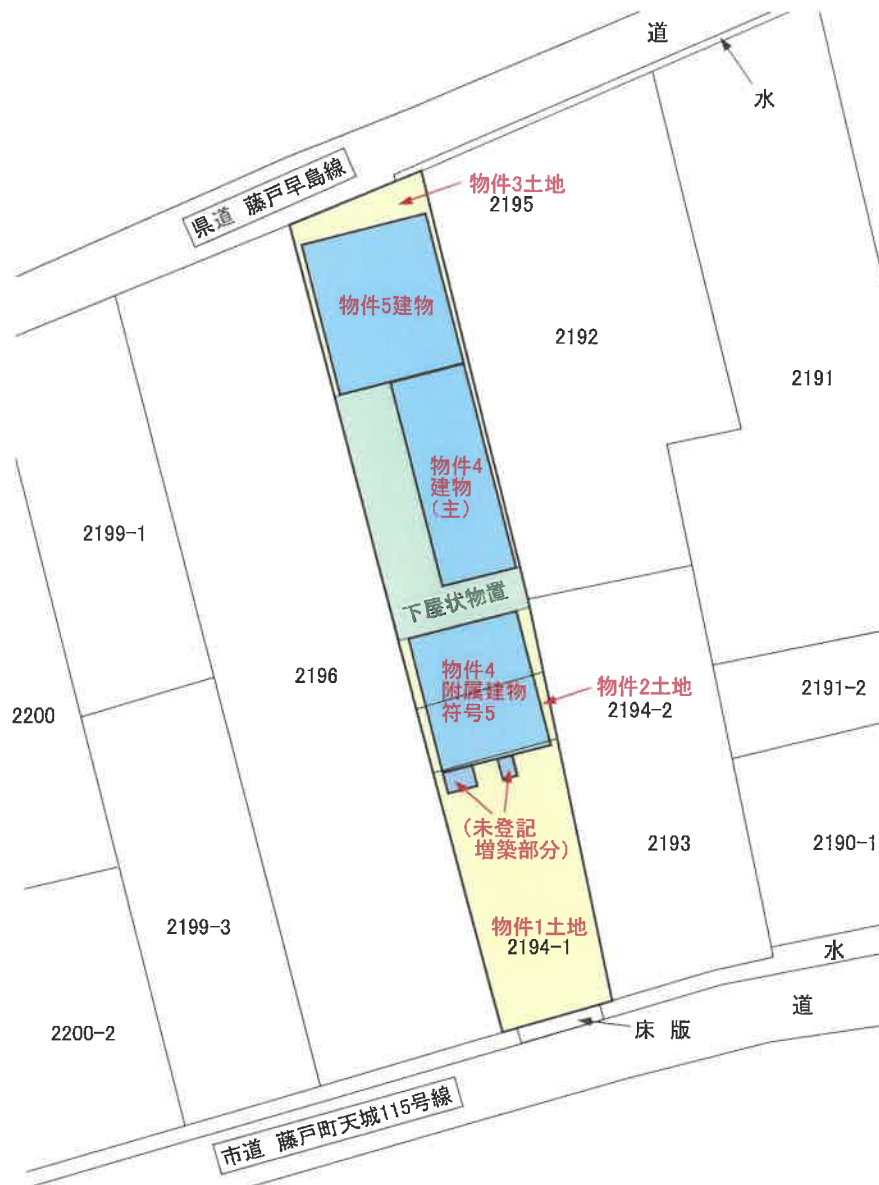 道
水
県道 藤戸早島線
物件3土地
2195
物件5建物
2192
2191
物件4
建物
(主)
2199-1
下屋状物置
2196
物件4
附属建物
符号5
物件2土地
2194-2
2191-2
2200
(未登記
増築部分)
2193
2190-1
2199-3
物件1土地
2194-1
水
2200-2
床 版
道
市道 藤戸町天城115号線